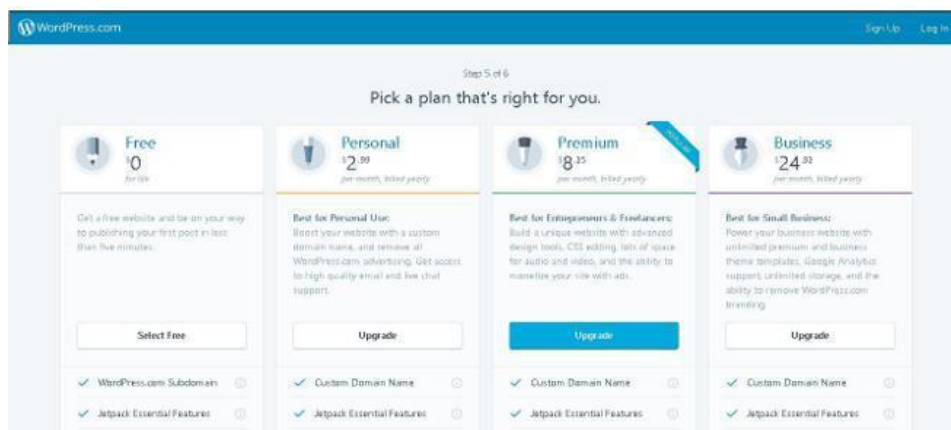 WordPress.com
Sign Up
Log In
Step 5 of 6
Pick a plan that's right for you.
Free
$0
for life
Get a free website and be on your way
to publishing your first post in less
than five minutes.
Select Free
WordPress.com Subdomain
Jetpack Essential Features
Personal
$2.99
per month, billed yearly
Best for Personal Use:
Boost your website with a custom
domain name, and remove all
WordPress.com advertising. Get access
to high quality email and live chat
support.
Upgrade
Custom Domain Name
Jetpack Essential Features
Premium
$8.25
per month, billed yearly
Best for Entrepreneurs & Freelancers:
Build a unique website with advanced
design tools, CSS editing, lots of space
for audio and video, and the ability to
monetize your site with ads.
Upgrade
Custom Domain Name
Jetpack Essential Features
Business
$24.92
per month, billed yearly
Best for Small Business:
Power your business website with
unlimited premium and business
theme templates, Google Analytics
support, unlimited storage, and the
ability to remove WordPress.com
branding.
Upgrade
Custom Domain Name
Jetpack Essential Features